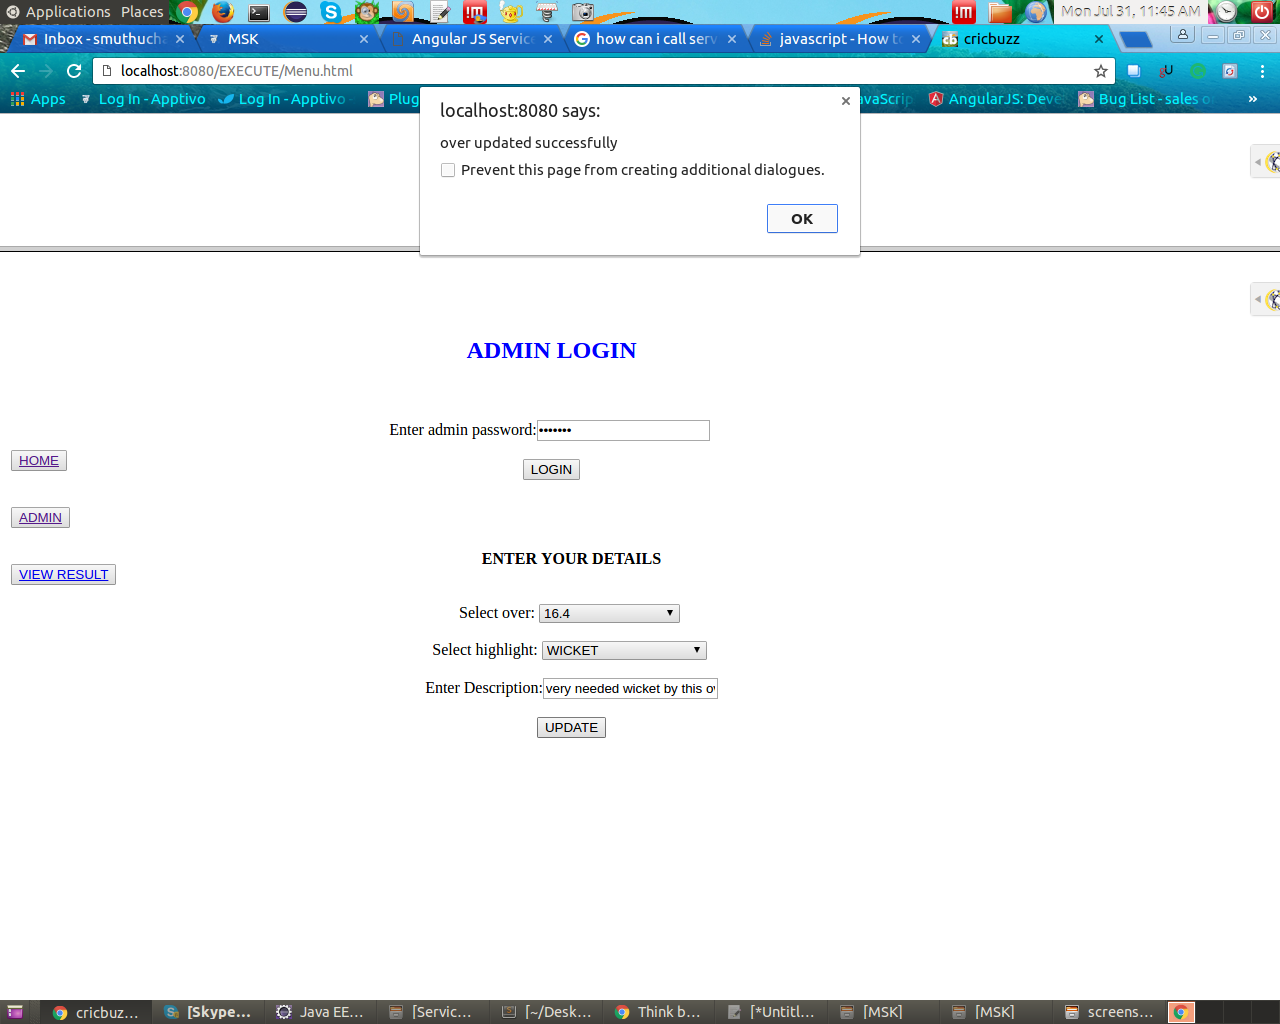 Applications Places
Mon Jul 31, 11:45 AM
Inbox - smuthuch
MSK
Angular JS Service
how can i call serv
javascript - How to
cricbuzz
localhost:8080/EXECUTE/Menu.html
Apps
Log In - Apptivo
Log In - Apptivo
Plug
AngularJS: Deve
Bug List - sales o
»
localhost:8080 says:
over updated successfully
Prevent this page from creating additional dialogues.
OK
ADMIN LOGIN
Enter admin password:•••••••
LOGIN
HOME
ADMIN
VIEW RESULT
ENTER YOUR DETAILS
Select over: 16.4
Select highlight: WICKET
Enter Description: very needed wicket by this ov
UPDATE
cricbuz...
[Skype...
Java EE...
[Servic...
[~/Desk...
Think b...
[*Untitl...
[MSK]
[MSK]
screens...